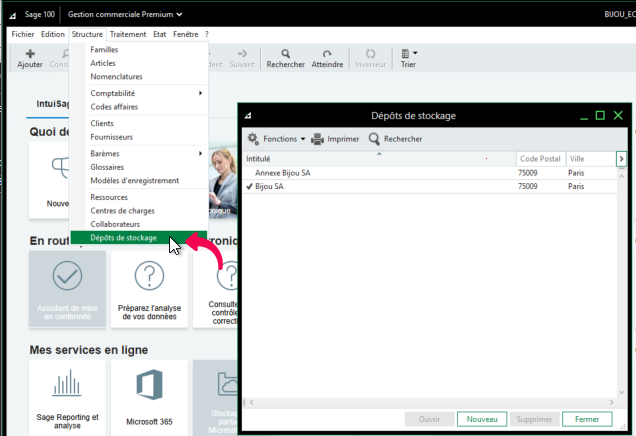 Sage 100 Gestion commerciale Premium BIJOU_EC
Fichier Edition Structure Traitement Etat Fenêtre ?
Ajouter Cons dent Suivant Rechercher Atteindre Inverseur Trier
Familles
Articles
Nomenclatures
Comptabilité
Codes affaires
Clients
Fournisseurs
Barèmes
Glossaires
Modèles d'enregistrement
Ressources
Centres de charges
Collaborateurs
Dépôts de stockage
IntuiSag
Quoi de
Nouve
onique
En rout ronic
Assistant de mise
en conformité
Préparez l'analyse
de vos données
Consulte
contrôle
correct
Mes services en ligne
Sage Reporting et
analyse
Microsoft 365
Stocka
parta
Micros
Dépôts de stockage
Fonctions Imprimer Rechercher
Intitulé Code Postal Ville
Annexe Bijou SA 75009 Paris
Bijou SA 75009 Paris
Ouvrir Nouveau Supprimer Fermer